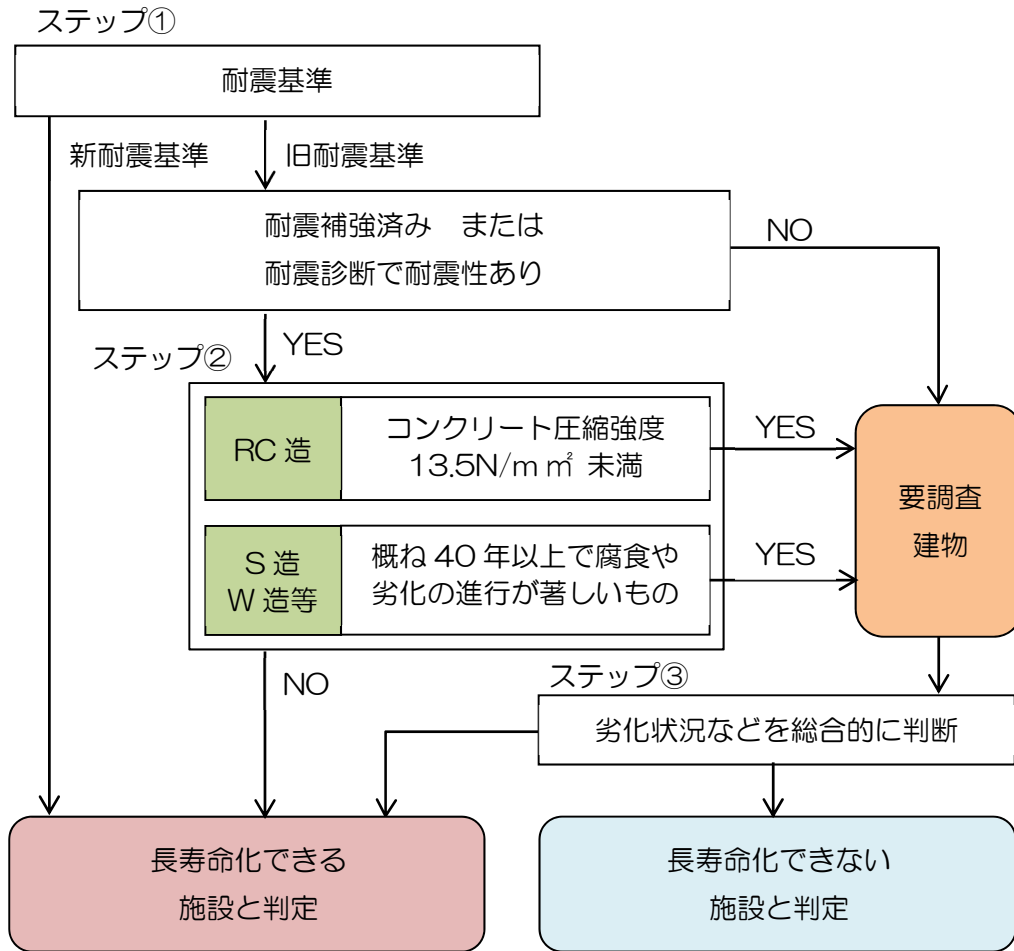 ステップ①
耐震基準
新耐震基準
旧耐震基準
耐震補強済み　または
耐震診断で耐震性あり
NO
YES
ステップ②
RC 造
コンクリート圧縮強度
13.5N/m㎡ 未満
YES
S 造
W 造等
概ね 40 年以上で腐食や
劣化の進行が著しいもの
YES
要調査
建物
NO
ステップ③
劣化状況などを総合的に判断
長寿命化できる
施設と判定
長寿命化できない
施設と判定